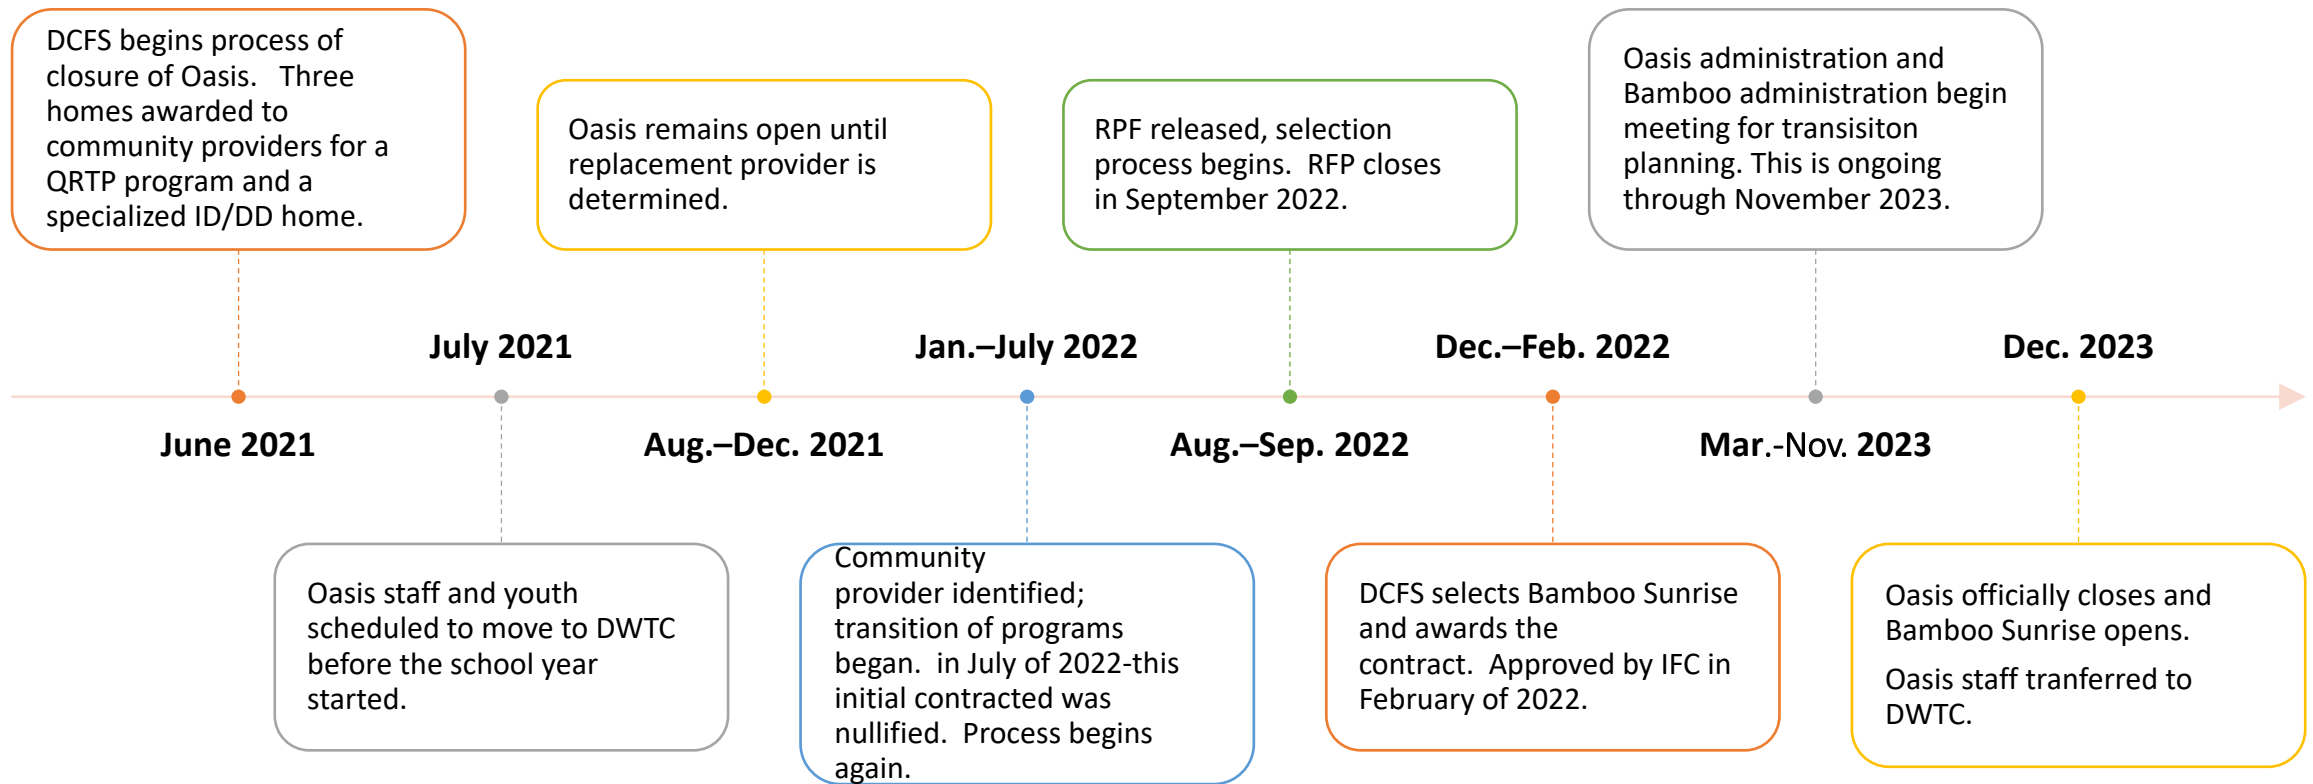 DCFS begins process of
closure of Oasis.   Three
homes awarded to
community providers for a
QRTP program and a
specialized ID/DD home.
June 2021
July 2021
Oasis staff and youth
scheduled to move to DWTC
before the school year
started.
Oasis remains open until
replacement provider is
determined.
Aug.–Dec. 2021
Jan.–July 2022
Community
provider identified;
transition of programs
began.  in July of 2022-this
initial contracted was
nullified.  Process begins
again.
RPF released, selection
process begins.  RFP closes
in September 2022.
Aug.–Sep. 2022
Dec.–Feb. 2022
DCFS selects Bamboo Sunrise
and awards the
contract.  Approved by IFC in
February of 2022.
Oasis administration and
Bamboo administration begin
meeting for transisiton
planning. This is ongoing
through November 2023.
Mar.-Nov. 2023
Dec. 2023
Oasis officially closes and
Bamboo Sunrise opens.
Oasis staff tranferred to
DWTC.